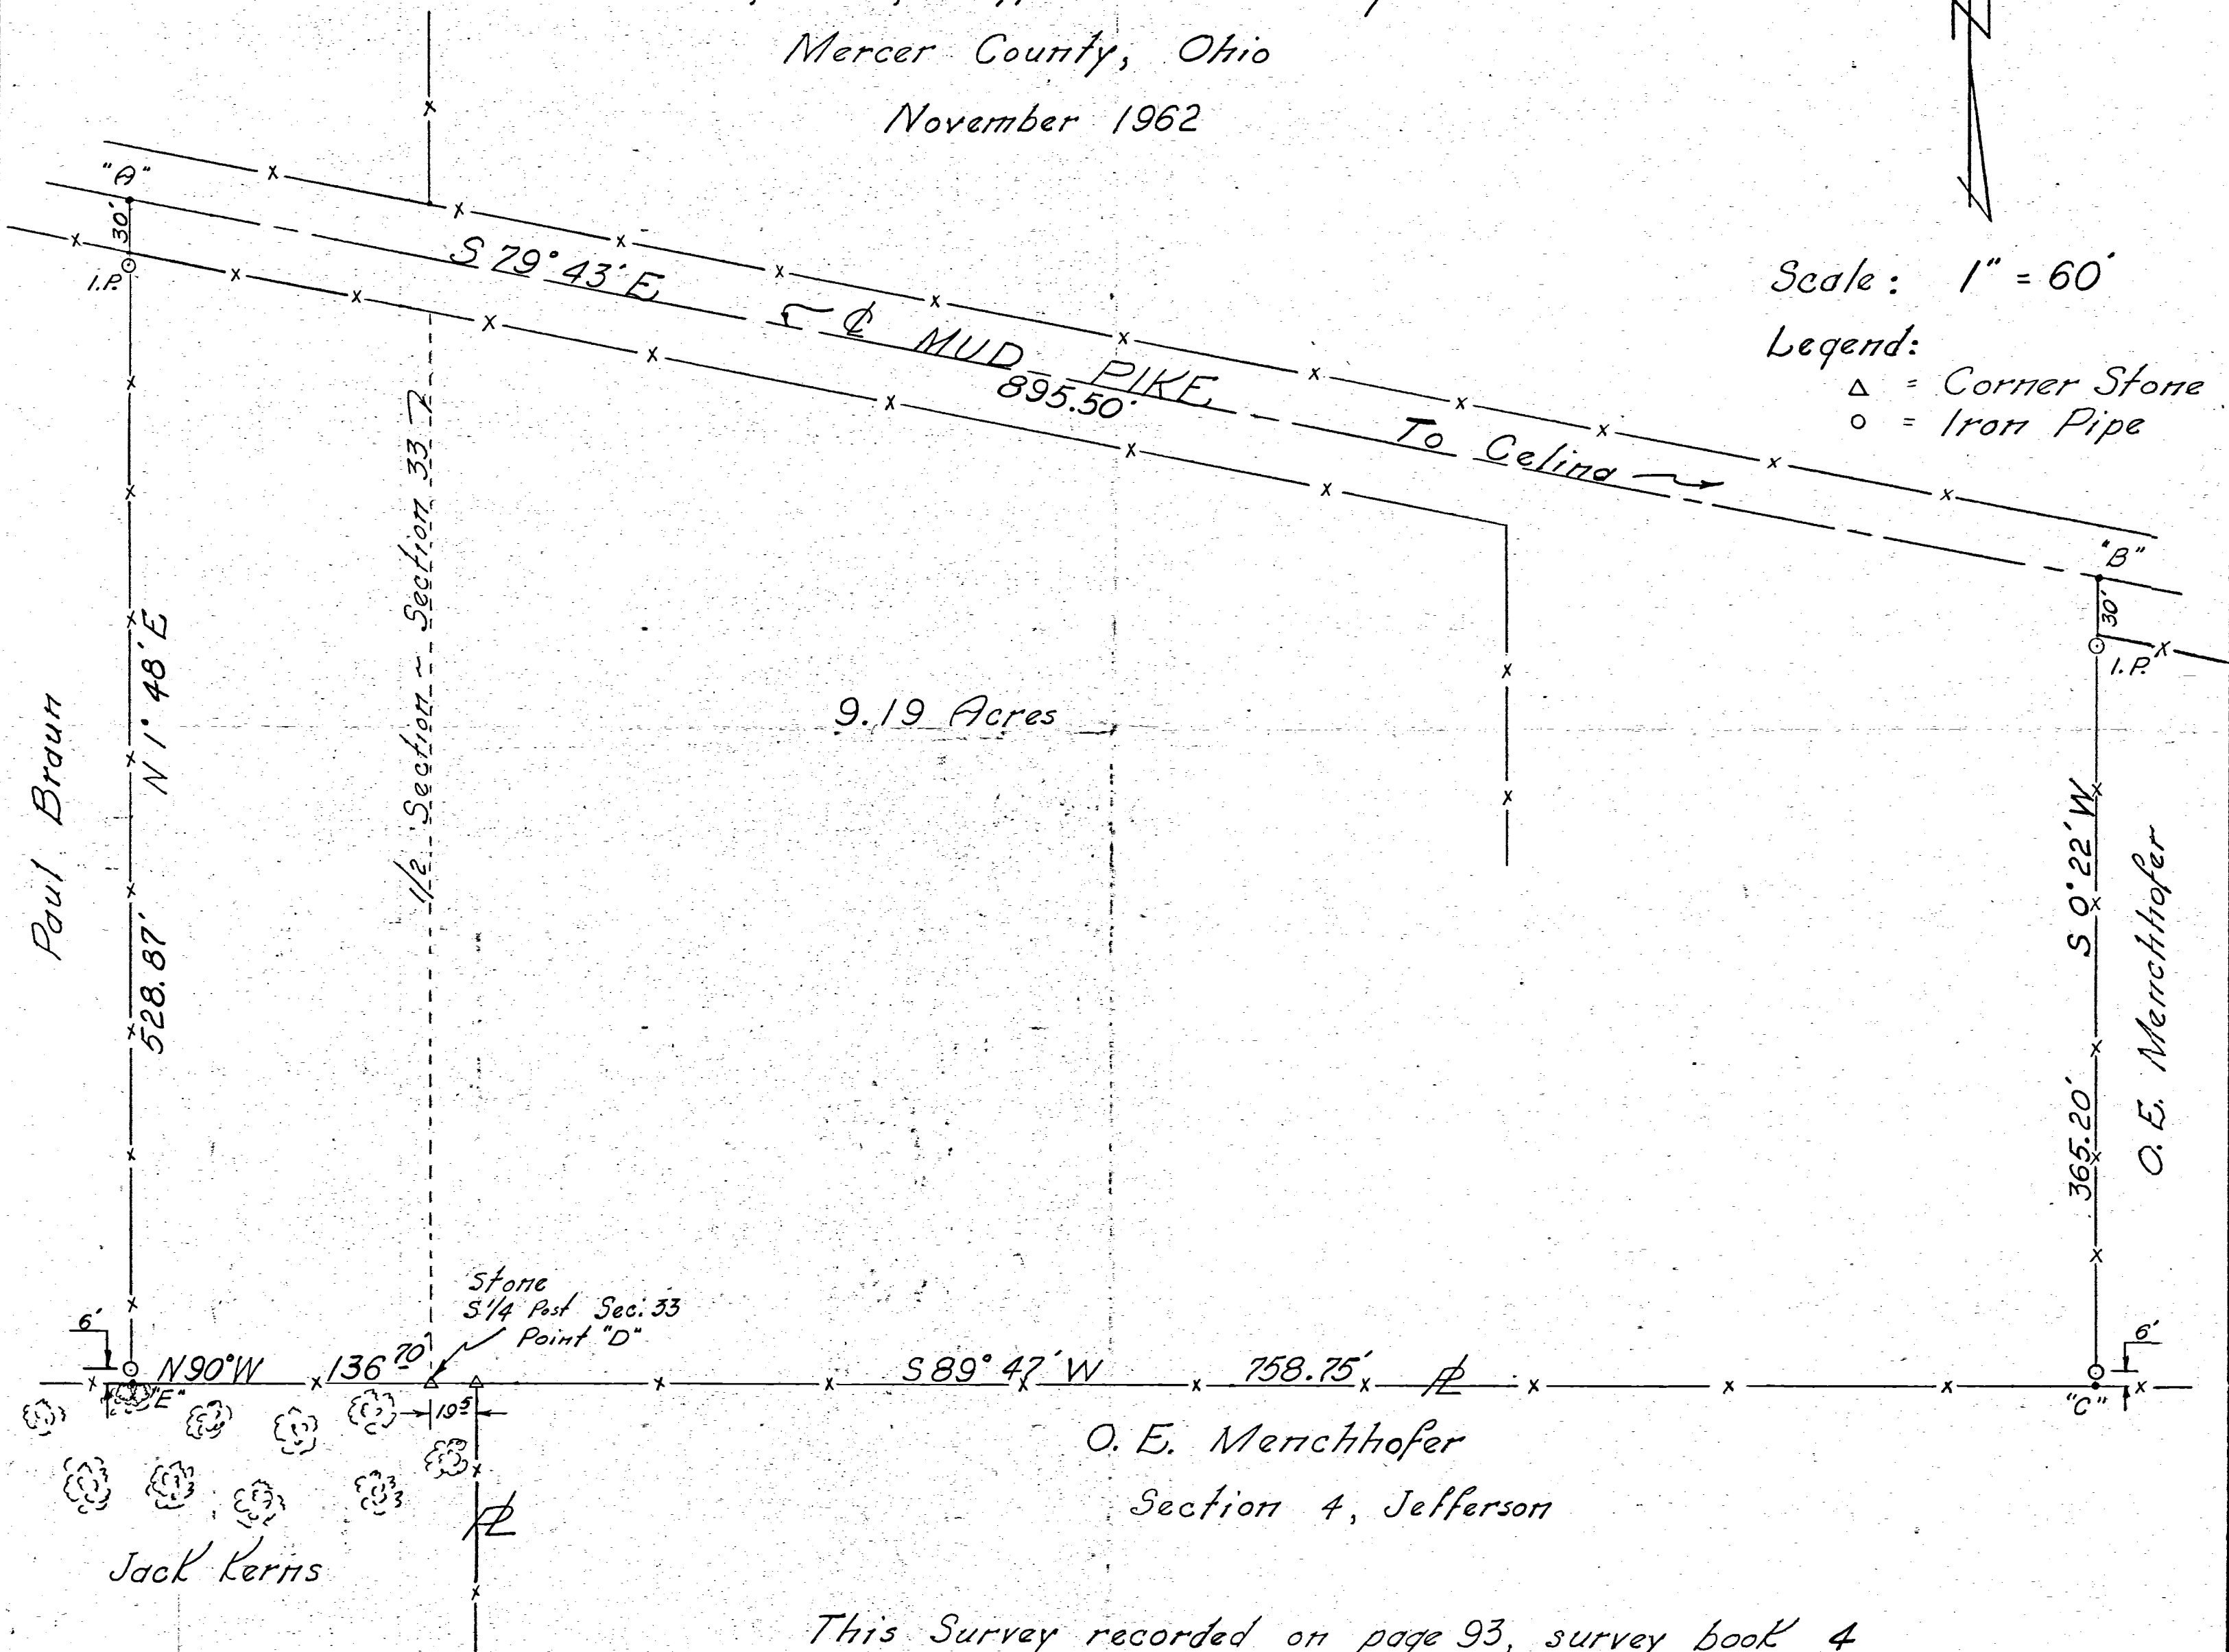 Mercer County, Ohio
November 1962
"A"
30'
I.P.
S 79° 43' E
℄ MUD PIKE
895.50'
To Celina
Scale: 1" = 60'
Legend:
△ = Corner Stone
○ = Iron Pipe
"B"
30'
I.P.
1/2 Section ~ Section 33
Paul Braun
N 1° 48' E
528.87'
9.19 Acres
S 0° 22' W
365.20'
O. E. Menchhofer
Stone
S 1/4 Post Sec. 33
Point "D"
6'
N 90° W 136.70'
"E"
19.5
S 89° 47' W 758.75' PL
6'
"C"
O. E. Menchhofer
Section 4, Jefferson
PL
Jack Kerns
This Survey recorded on page 93, survey book 4